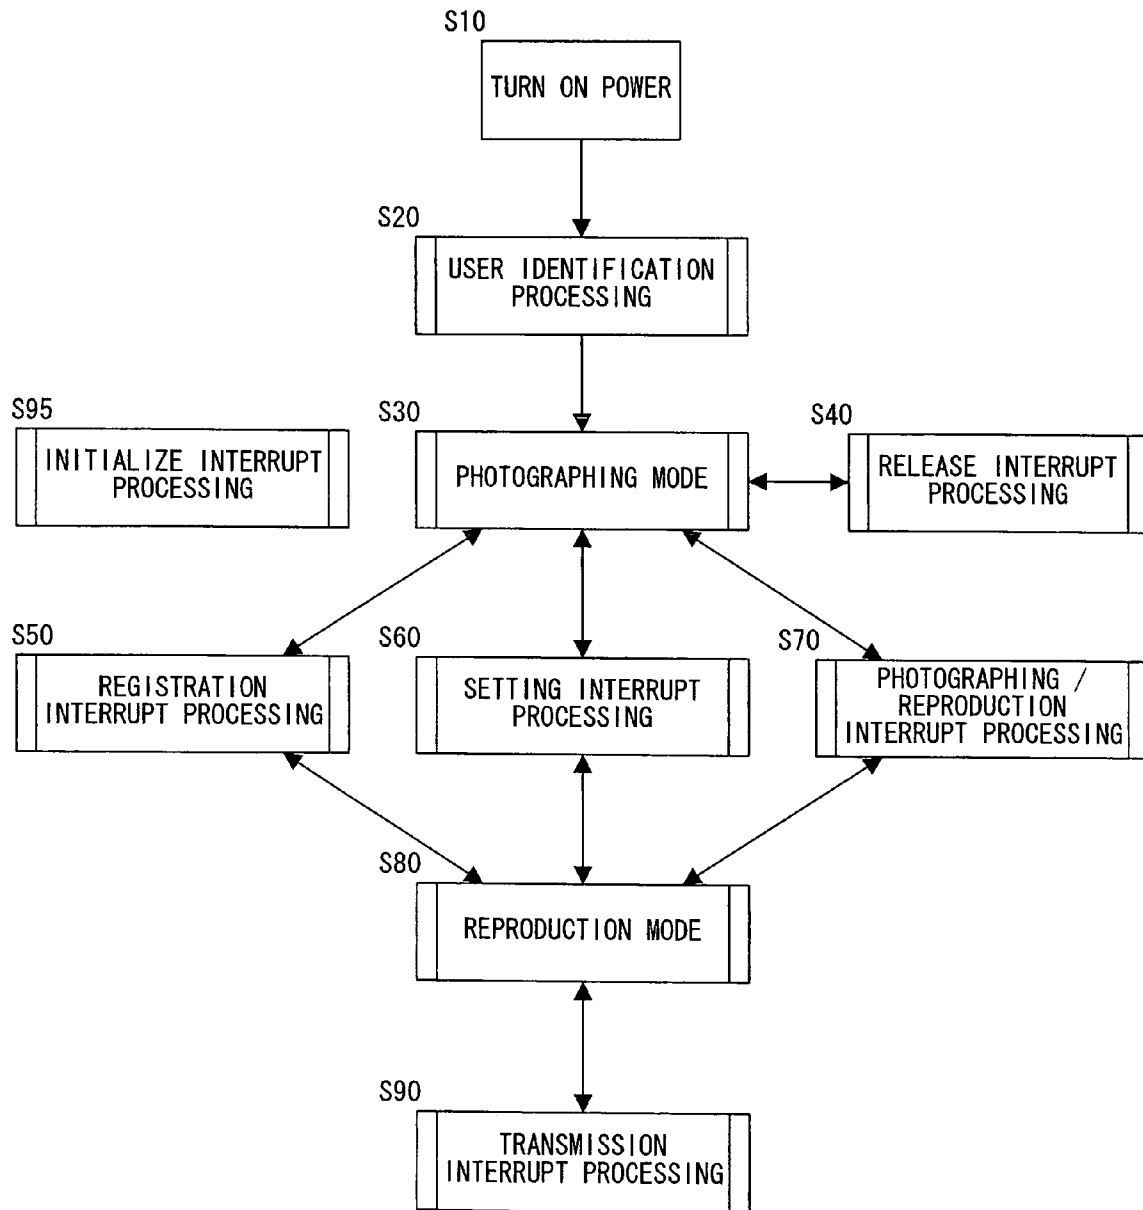 S10
TURN ON POWER
S20
USER IDENTIFICATION
PROCESSING
S95
INITIALIZE INTERRUPT
PROCESSING
S30
PHOTOGRAPHING MODE
S40
RELEASE INTERRUPT
PROCESSING
S50
REGISTRATION
INTERRUPT PROCESSING
S60
SETTING INTERRUPT
PROCESSING
S70
PHOTOGRAPHING /
REPRODUCTION
INTERRUPT PROCESSING
S80
REPRODUCTION MODE
S90
TRANSMISSION
INTERRUPT PROCESSING